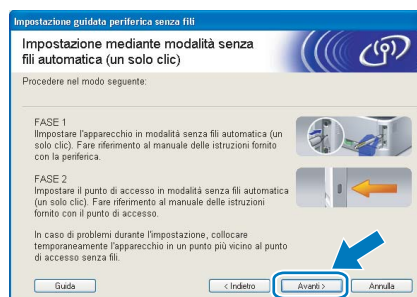 Impostazione guidata periferica senza fili
Impostazione mediante modalità senza
fili automatica (un solo clic)
Procedere nel modo seguente:
FASE 1
IImpostare l'apparecchio in modalità senza fili automatica (un
solo clic). Fare riferimento al manuale delle istruzioni fornito
con la periferica.
FASE 2
Impostare il punto di accesso in modalità senza fili automatica
(un solo clic). Fare riferimento al manuale delle istruzioni
fornito con il punto di accesso.
In caso di problemi durante l'impostazione, collocare
temporaneamente l'apparecchio in un punto più vicino al punto
di accesso senza fili.
Guida < Indietro Avanti > Annulla